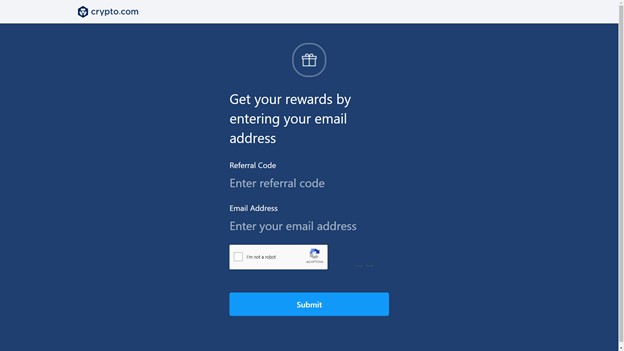 crypto.com
Get your rewards by
entering your email
address
Referral Code
Enter referral code
Email Address
Enter your email address
I'm not a robot
reCAPTCHA
Submit